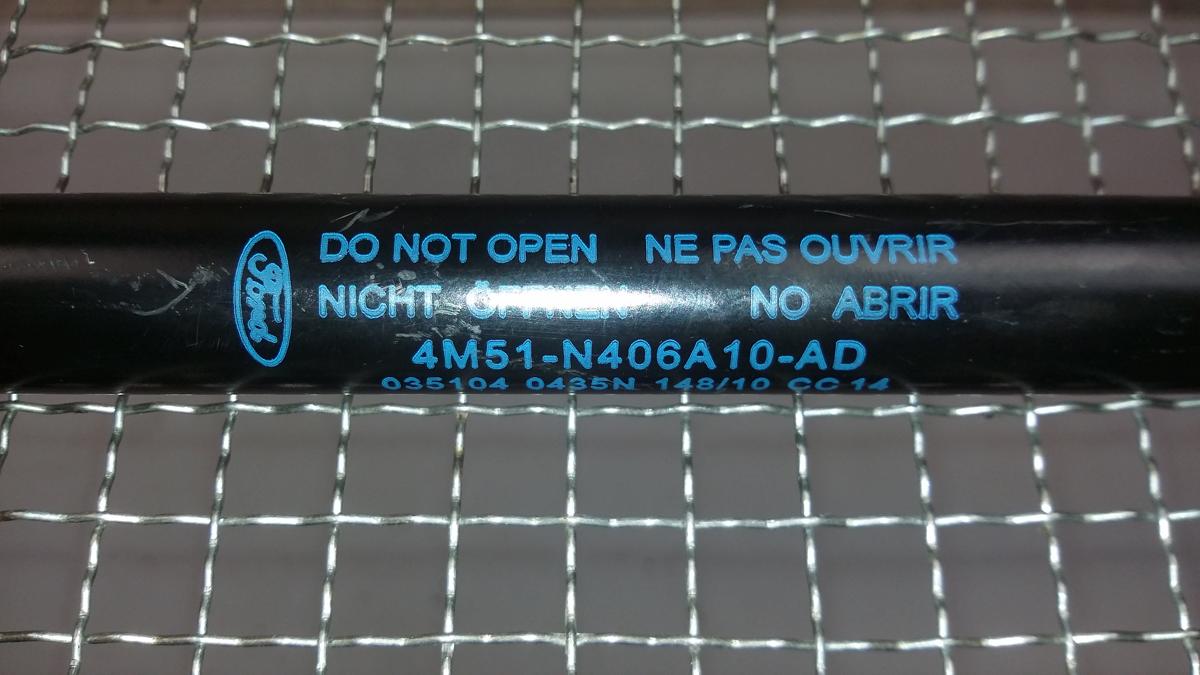 Ford
DO NOT OPEN NE PAS OUVRIR
NICHT ÖFFNEN NO ABRIR
4M51-N406A10-AD
035104 0435N 148/10 CC 14